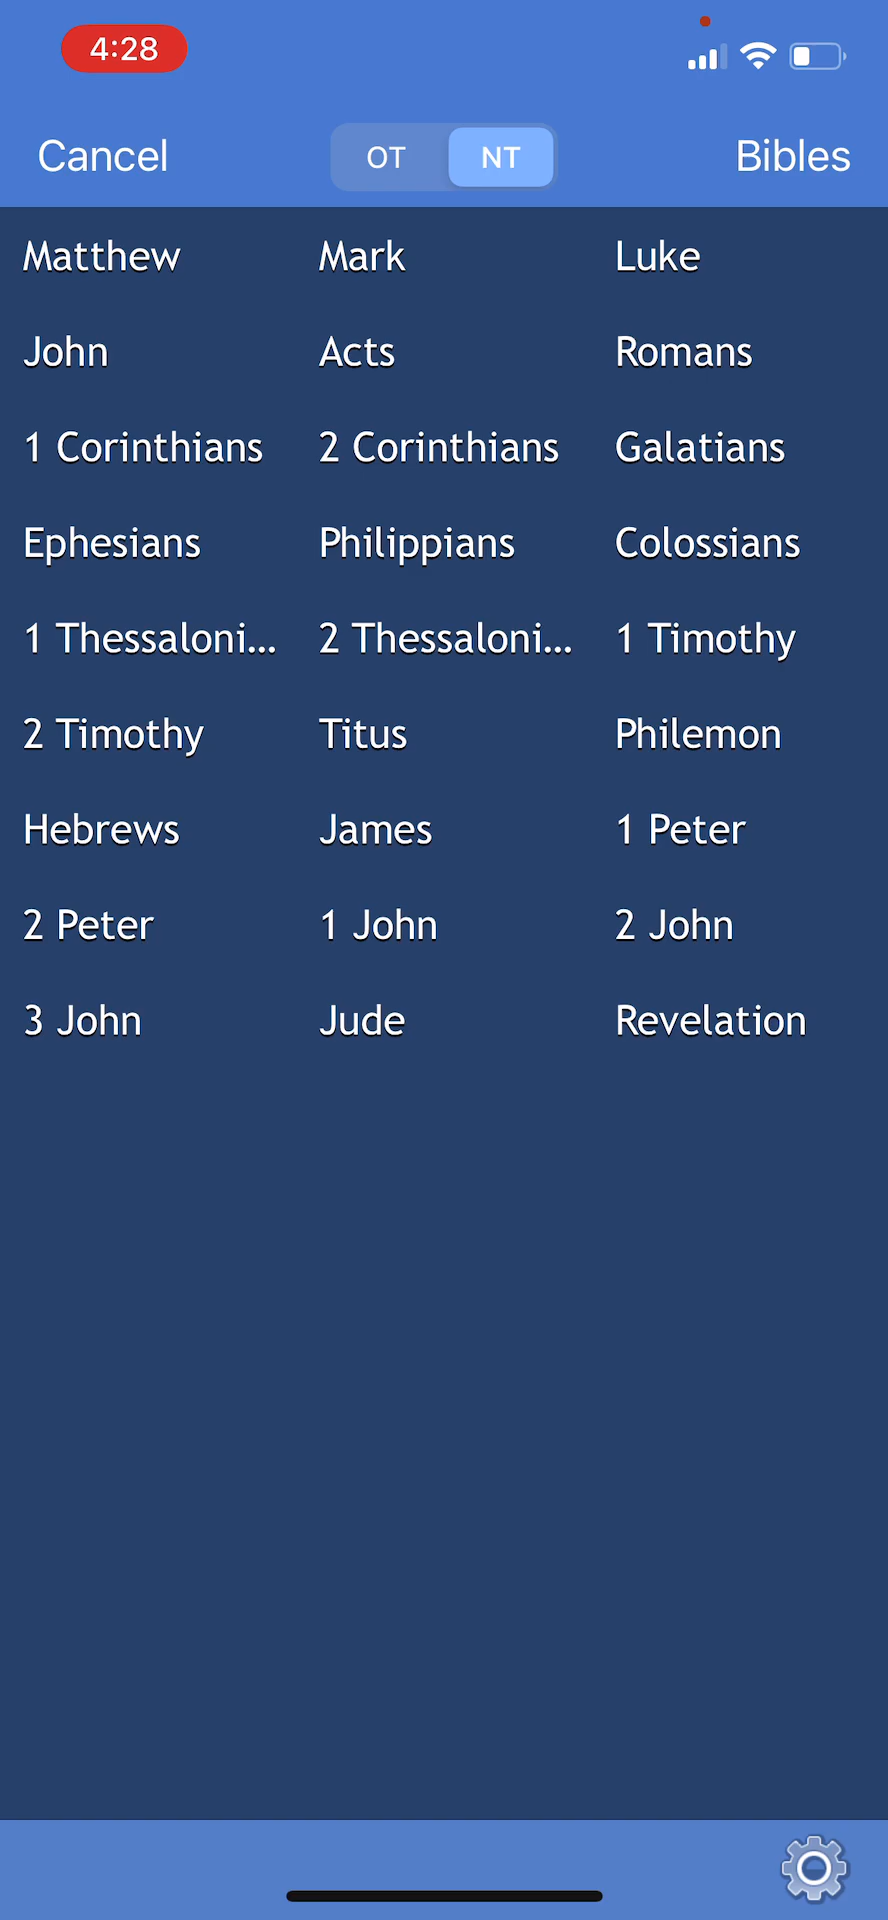 4:28
Cancel OT NT Bibles
Matthew Mark Luke
John Acts Romans
1 Corinthians 2 Corinthians Galatians
Ephesians Philippians Colossians
1 Thessaloni... 2 Thessaloni... 1 Timothy
2 Timothy Titus Philemon
Hebrews James 1 Peter
2 Peter 1 John 2 John
3 John Jude Revelation